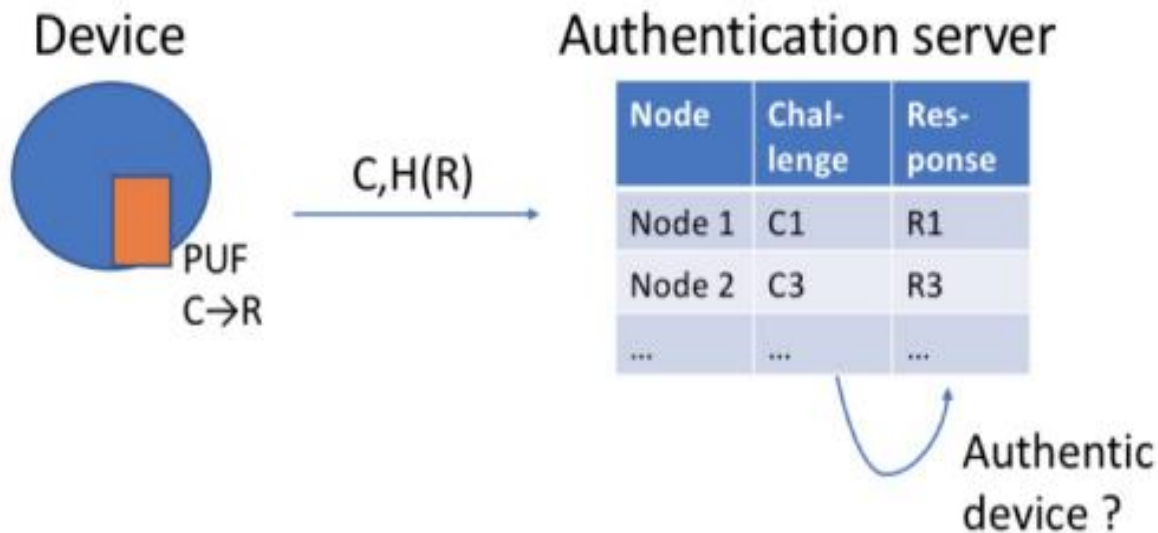 Device
Authentication server
Node
Chal-
lenge
Res-
ponse
C,H(R)
Node 1 C1 R1
PUF
Node 2 C3 R3
C→R
... ... ...
Authentic
device ?